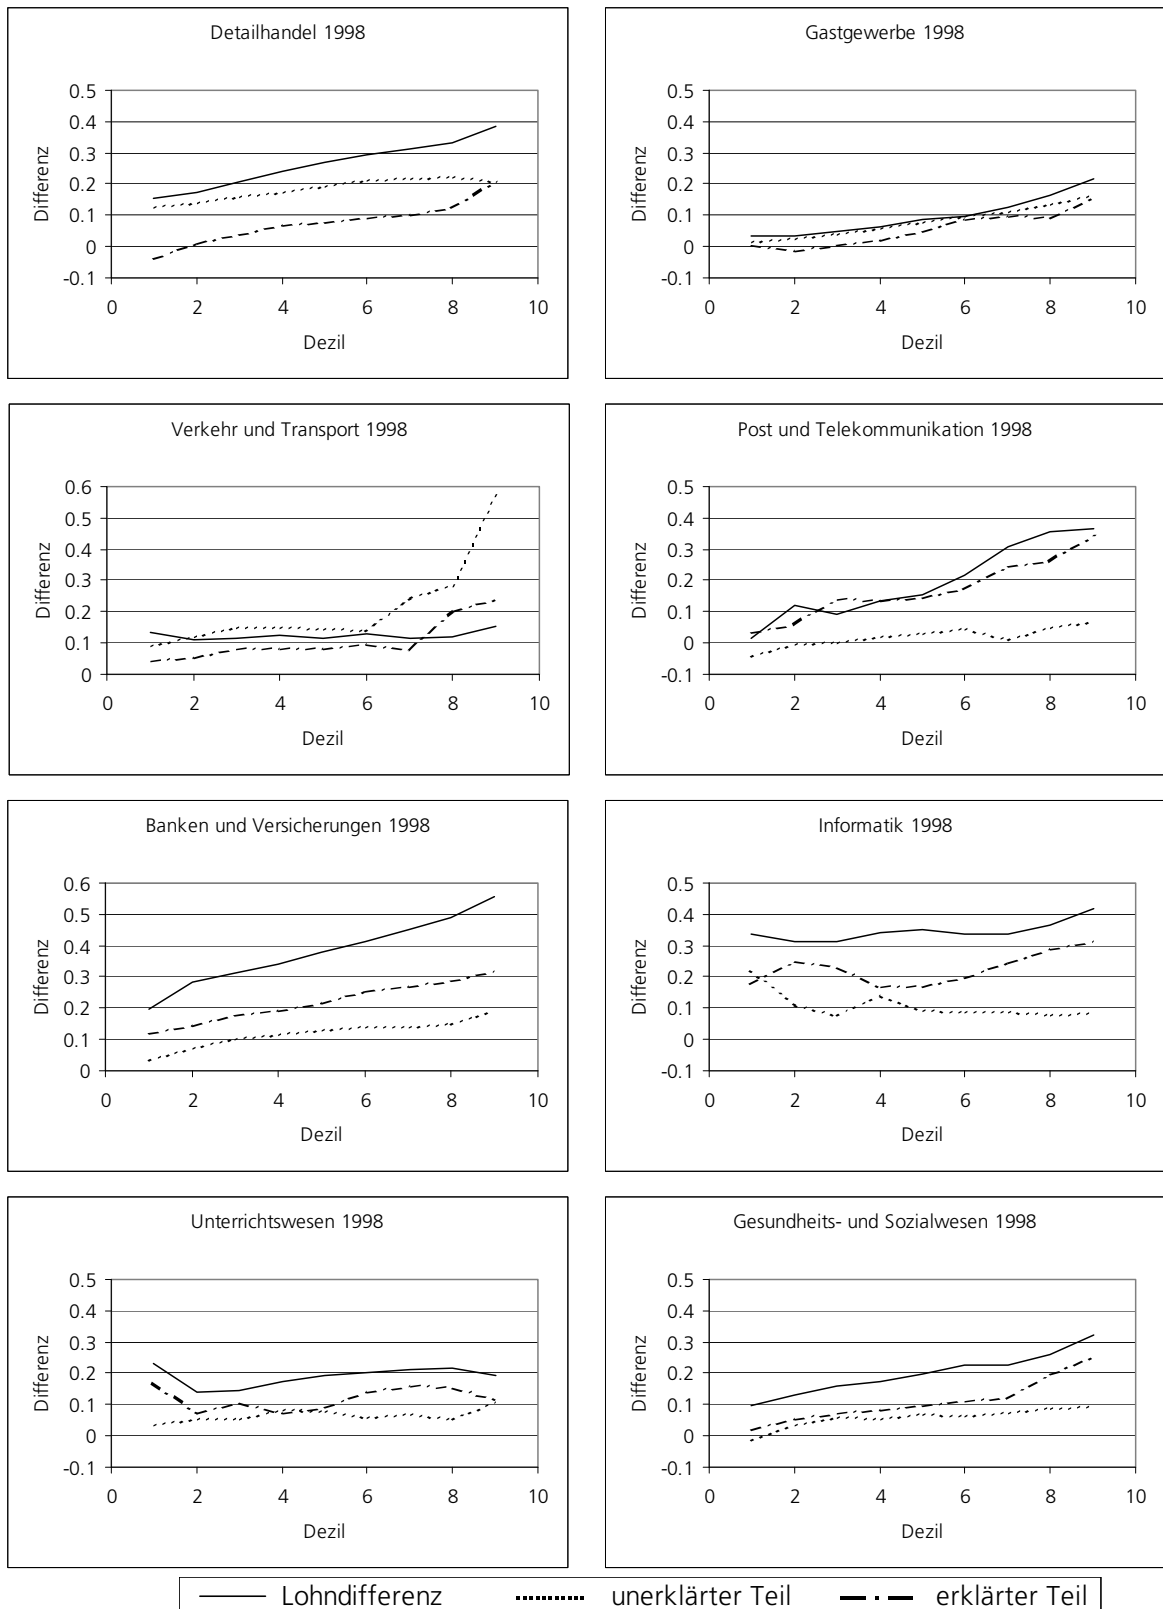 Detailhandel 1998
0.5
0.4
0.3
0.2
0.1
0
-0.1
Differenz
0 2 4 6 8 10
Dezil
Gastgewerbe 1998
0.5
0.4
0.3
0.2
0.1
0
-0.1
Differenz
0 2 4 6 8 10
Dezil
Verkehr und Transport 1998
0.6
0.5
0.4
0.3
0.2
0.1
0
Differenz
0 2 4 6 8 10
Dezil
Post und Telekommunikation 1998
0.5
0.4
0.3
0.2
0.1
0
-0.1
Differenz
0 2 4 6 8 10
Dezil
Banken und Versicherungen 1998
0.6
0.5
0.4
0.3
0.2
0.1
0
Differenz
0 2 4 6 8 10
Dezil
Informatik 1998
0.5
0.4
0.3
0.2
0.1
0
-0.1
Differenz
0 2 4 6 8 10
Dezil
Unterrichtswesen 1998
0.5
0.4
0.3
0.2
0.1
0
-0.1
Differenz
0 2 4 6 8 10
Dezil
Gesundheits- und Sozialwesen 1998
0.5
0.4
0.3
0.2
0.1
0
-0.1
Differenz
0 2 4 6 8 10
Dezil
Lohndifferenz unerklärter Teil erklärter Teil